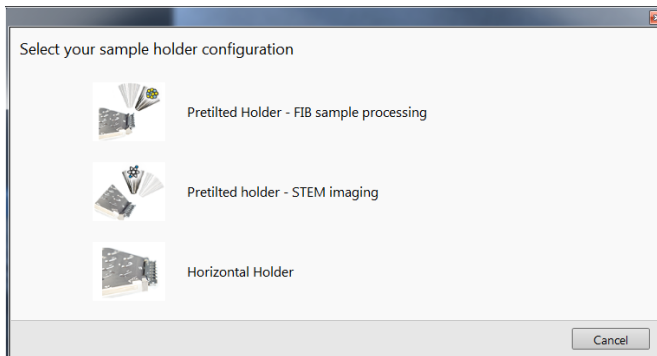 Select your sample holder configuration
Pretilted Holder - FIB sample processing
Pretilted holder - STEM imaging
Horizontal Holder
Cancel